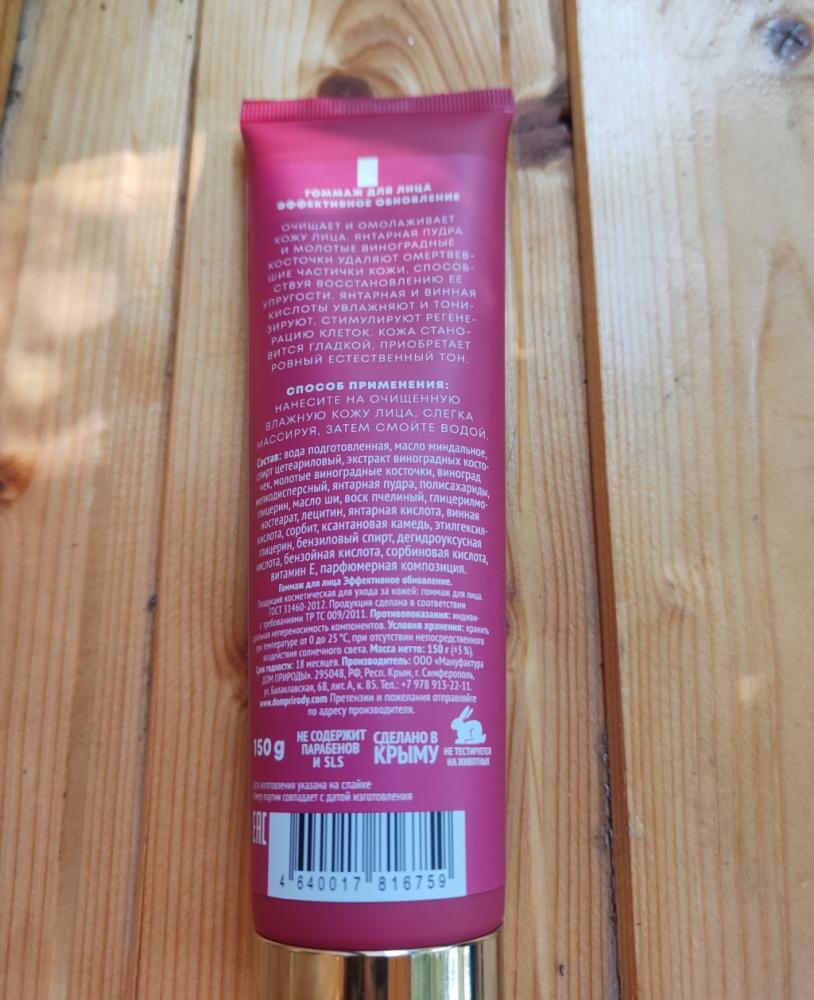 ГОММАЖ ДЛЯ ЛИЦА
ЭФФЕКТИВНОЕ ОБНОВЛЕНИЕ
ОЧИЩАЕТ И ОМОЛАЖИВАЕТ
КОЖУ ЛИЦА. ЯНТАРНАЯ ПУДРА
И МОЛОТЫЕ ВИНОГРАДНЫЕ
КОСТОЧКИ УДАЛЯЮТ ОМЕРТВЕВ-
ШИЕ ЧАСТИЧКИ КОЖИ, СПОСОБ-
СТВУЯ ВОССТАНОВЛЕНИЮ ЕЕ
УПРУГОСТИ. ЯНТАРНАЯ И ВИННАЯ
КИСЛОТЫ УВЛАЖНЯЮТ И ТОНИ-
ЗИРУЮТ, СТИМУЛИРУЮТ РЕГЕНЕ-
РАЦИЮ КЛЕТОК. КОЖА СТАНО-
ВИТСЯ ГЛАДКОЙ, ПРИОБРЕТАЕТ
РОВНЫЙ ЕСТЕСТВЕННЫЙ ТОН.
СПОСОБ ПРИМЕНЕНИЯ:
НАНЕСИТЕ НА ОЧИЩЕННУЮ
ВЛАЖНУЮ КОЖУ ЛИЦА, СЛЕГКА
МАССИРУЯ, ЗАТЕМ СМОЙТЕ ВОДОЙ.
Состав: вода подготовленная, масло миндальное,
спирт цетеариловый, экстракт виноградных косто-
чек, молотые виноградные косточки, виноград
мелкодисперсный, янтарная пудра, полисахариды,
глицерин, масло ши, воск пчелиный, глицерилмо-
ностеарат, лецитин, янтарная кислота, винная
кислота, сорбит, ксантановая камедь, этилгексил-
глицерин, бензиловый спирт, дегидроуксусная
кислота, бензойная кислота, сорбиновая кислота,
витамин Е, парфюмерная композиция.
Гоммаж для лица Эффективное обновление.
Продукция косметическая для ухода за кожей: гоммаж для лица.
ГОСТ 31460-2012. Продукция сделана в соответствии
с требованиями ТР ТС 009/2011. Противопоказания: индиви-
дуальная непереносимость компонентов. Условия хранения: хранить
при температуре от 0 до 25 °С, при отсутствии непосредственного
воздействия солнечного света. Масса нетто: 150 г (±3 %).
Срок годности: 18 месяцев. Производитель: ООО «Мануфактура
ДОМ ПРИРОДЫ». 295048, РФ, Респ. Крым, г. Симферополь,
ул. Балаклавская, 68, лит. А, к. 85. Тел.: +7 978 913-22-11.
www.domprirody.com Претензии и пожелания отправляйте
по адресу производителя.
150 g
НЕ СОДЕРЖИТ
ПАРАБЕНОВ
И SLS
СДЕЛАНО В
КРЫМУ
НЕ ТЕСТИРУЕТСЯ
НА ЖИВОТНЫХ
Дата изготовления указана на спайке
Номер партии совпадает с датой изготовления
EAC
4 640017 816759